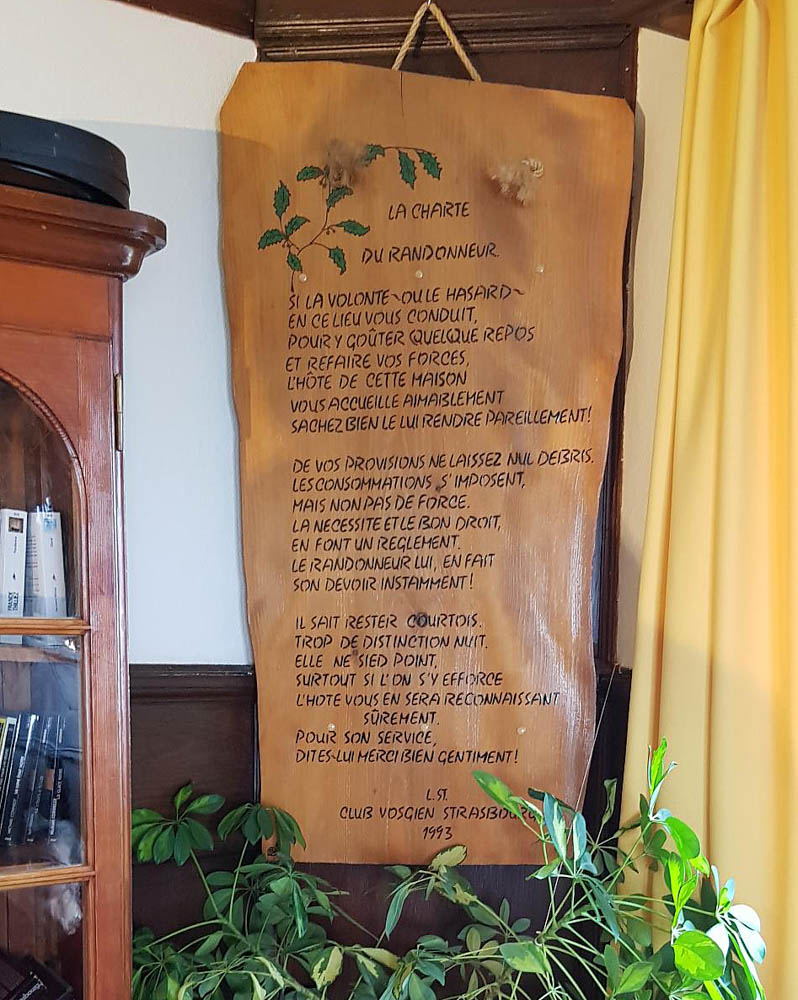 LA CHARTE
DU RANDONNEUR.
SI LA VOLONTE~OU LE HASARD~
EN CE LIEU VOUS CONDUIT,
POUR Y GOÛTER QUELQUE REPOS
ET REFAIRE VOS FORCES,
L'HÔTE DE CETTE MAISON
VOUS ACCUEILLE AIMABLEMENT
SACHEZ BIEN LE LUI RENDRE PAREILLEMENT!
DE VOS PROVISIONS NE LAISSEZ NUL DEBRIS.
LES CONSOMMATIONS S'IMPOSENT,
MAIS NON PAS DE FORCE.
LA NECESSITE ET LE BON DROIT,
EN FONT UN REGLEMENT.
LE RANDONNEUR LUI, EN FAIT
SON DEVOIR INSTAMMENT!
IL SAIT RESTER COURTOIS.
TROP DE DISTINCTION NUIT.
ELLE NE SIED POINT,
SURTOUT SI L'ON S'Y EFFORCE
L'HOTE VOUS EN SERA RECONNAISSANT
SÛREMENT.
POUR SON SERVICE,
DITES~LUI MERCI BIEN GENTIMENT!
L.ST.
CLUB VOSGIEN STRASBOURG
1993